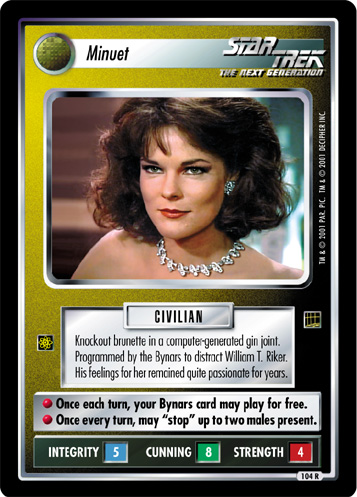 Minuet
STAR TREK
THE NEXT GENERATION
TM & © 2001 PAR. PIC. TM & © 2001 DECIPHER INC.
CIVILIAN
Knockout brunette in a computer-generated gin joint.
Programmed by the Bynars to distract William T. Riker.
His feelings for her remained quite passionate for years.
• Once each turn, your Bynars card may play for free.
• Once every turn, may “stop” up to two males present.
INTEGRITY 5 CUNNING 8 STRENGTH 4
104 R